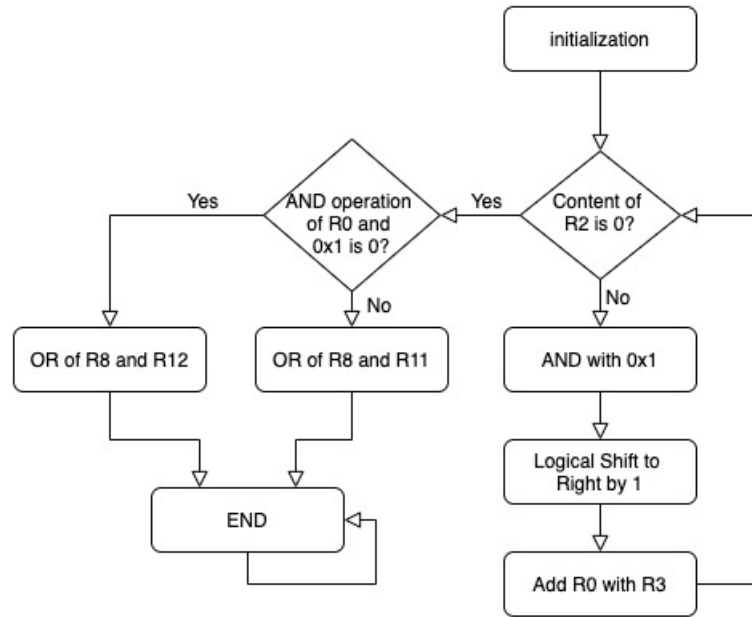 initialization
Content of
R2 is 0?
Yes
AND operation
of R0 and
0x1 is 0?
Yes
No
No
OR of R8 and R12
OR of R8 and R11
AND with 0x1
Logical Shift to
Right by 1
END
Add R0 with R3